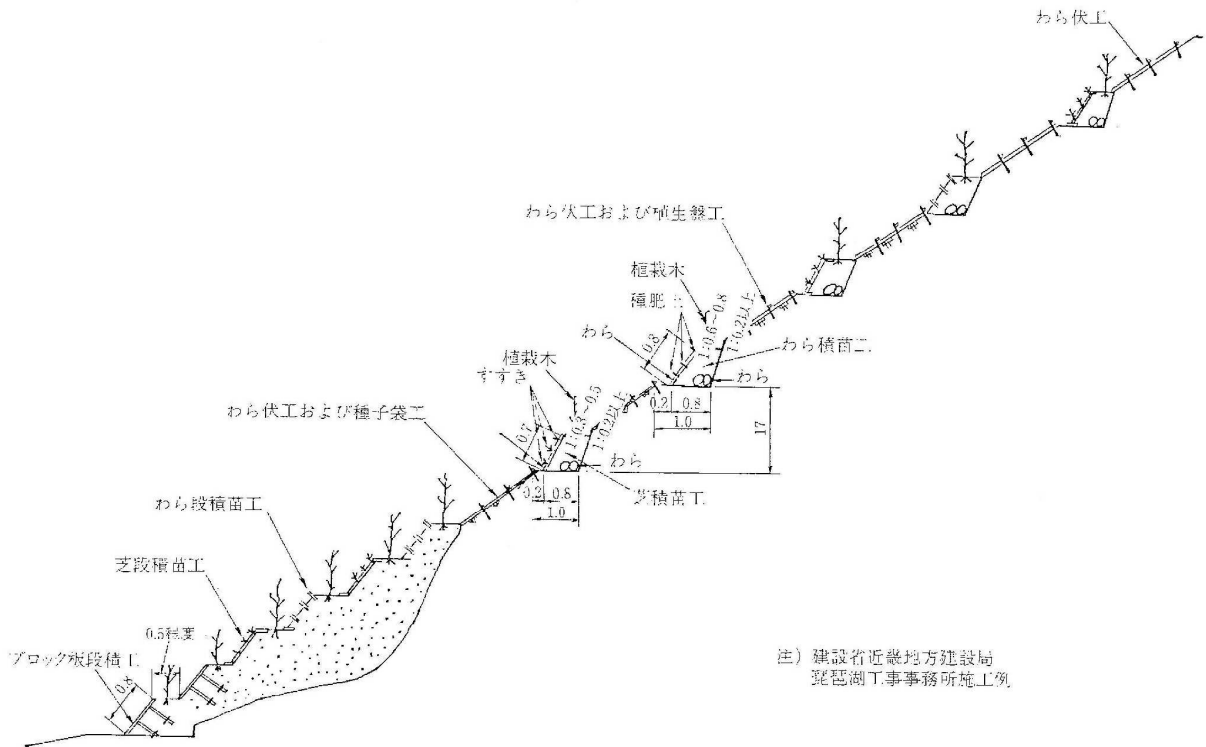 わら伏工
わら伏工および植生盤工
植栽木
種肥土
わら
0.8
1:0.6～0.8
1:0.2以上
わら積苗工
わら
0.2
0.8
1.0
17
植栽木
すすき
0.7
1:0.3～0.5
1:0.2以上
わら
芝積苗工
0.2
0.8
1.0
わら伏工および種子袋工
わら段積苗工
芝段積苗工
0.5程度
ブロック板段積工
0.8
注）建設省近畿地方建設局
琵琶湖工事事務所施工例